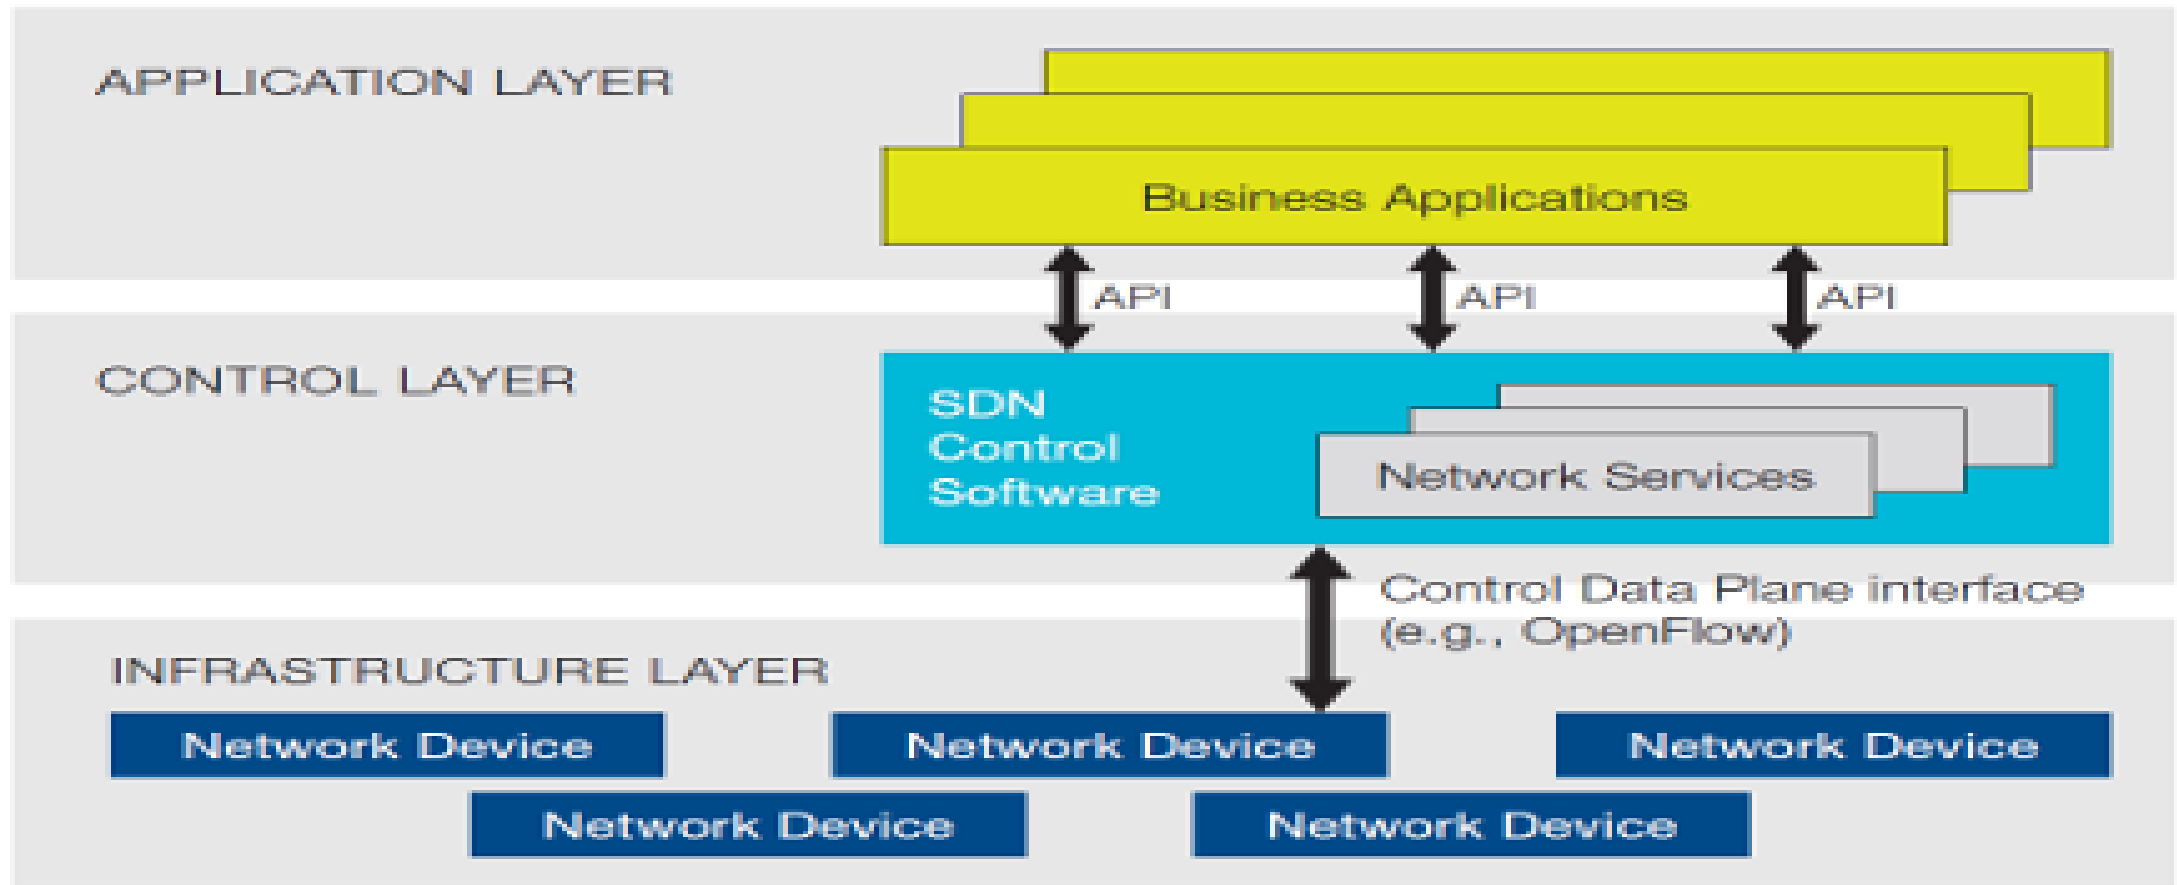 APPLICATION LAYER
Business Applications
API
API
API
CONTROL LAYER
SDN
Control
Software
Network Services
Control Data Plane interface
(e.g., OpenFlow)
INFRASTRUCTURE LAYER
Network Device
Network Device
Network Device
Network Device
Network Device